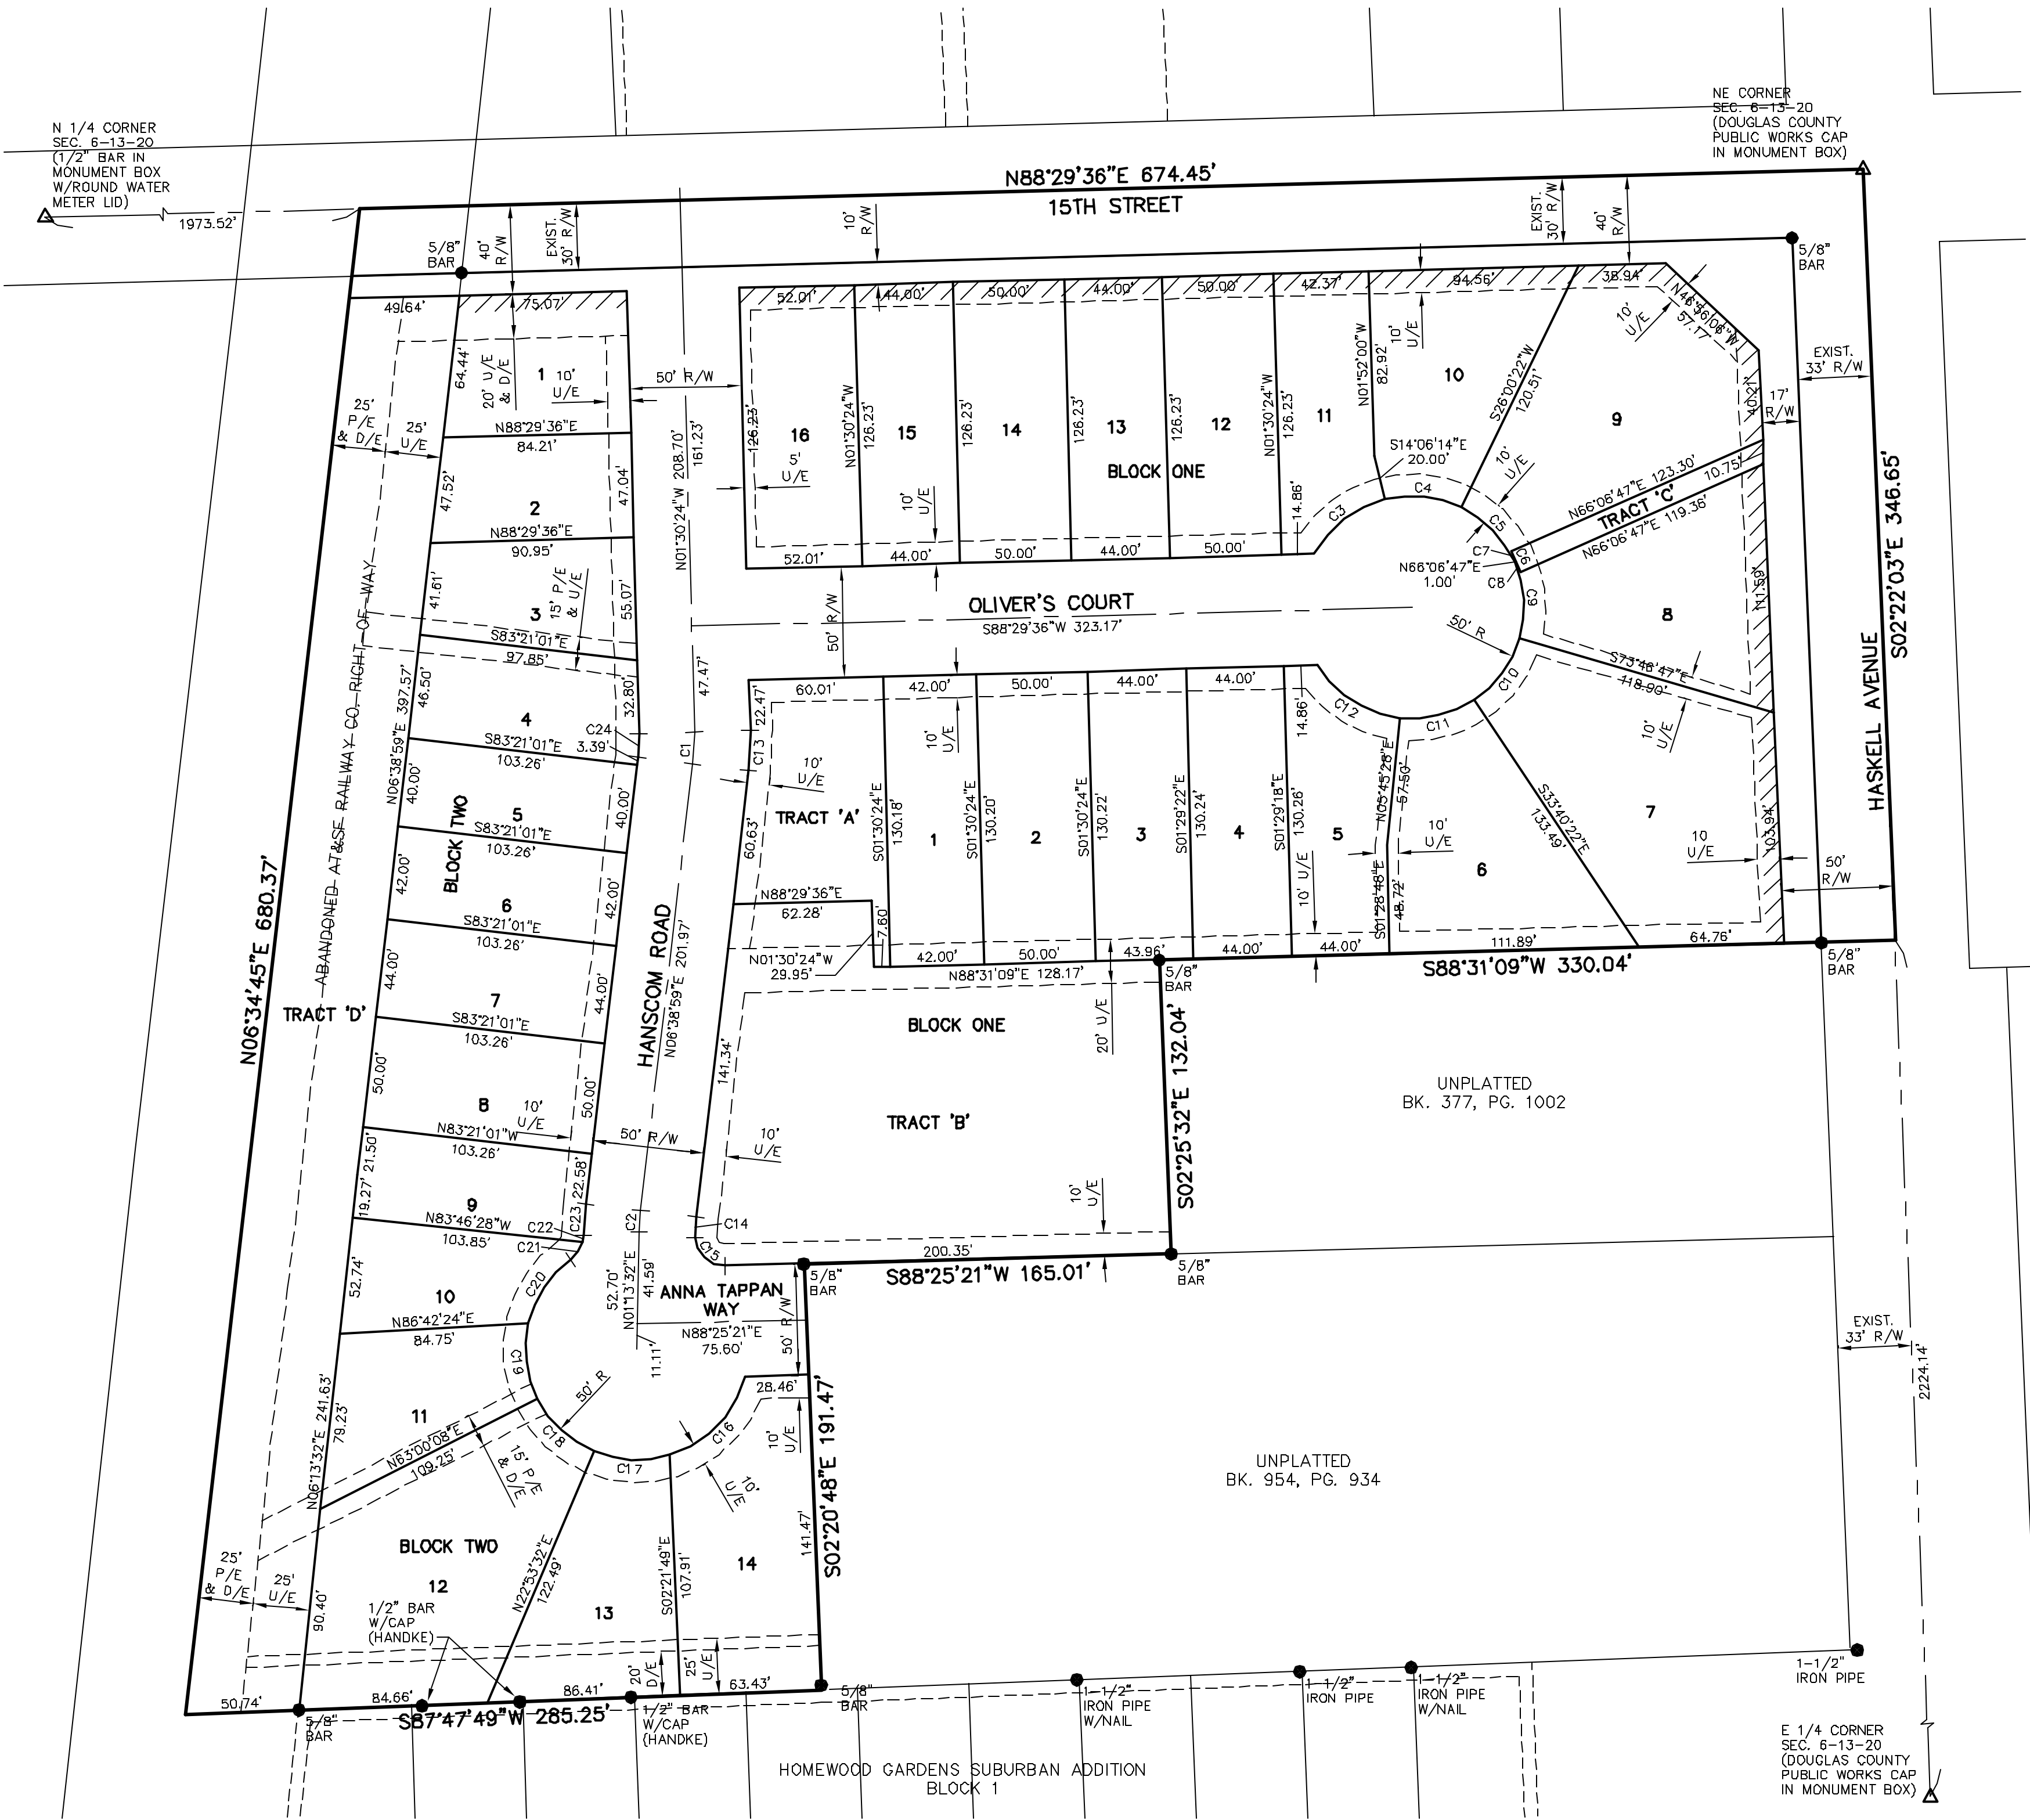 N 1/4 CORNER
SEC. 6-13-20
(1/2" BAR IN
MONUMENT BOX
W/ROUND WATER
METER LID)
1973.52'
NE CORNER
SEC. 6-13-20
(DOUGLAS COUNTY
PUBLIC WORKS CAP
IN MONUMENT BOX)
N88°29'36"E 674.45'
15TH STREET
5/8"
BAR
40'
R/W
EXIST.
30' R/W
10'
R/W
EXIST.
30' R/W
40'
R/W
5/8"
BAR
49.64'
75.07'
52.01'
44.00'
50.00'
44.00'
50.00'
42.37'
94.56'
38.94'
N46°56'06"W
57.17'
10'
U/E
EXIST.
33' R/W
17'
R/W
40.21'
64.44'
20' U/E
& D/E
1
10'
U/E
50' R/W
25'
P/E
& D/E
25'
U/E
N88°29'36"E
84.21'
47.52'
47.04'
2
N88°29'36"E
90.95'
41.61'
15' P/E
& U/E
55.07'
3
S83°21'01"E
97.85'
N01°30'24"W 208.70'
161.23'
126.23'
16
5'
U/E
N01°30'24"W
126.23'
15
10'
U/E
126.23'
14
126.23'
13
126.23'
12
N01°30'24"W
126.23'
11
BLOCK ONE
N01°52'00"W
82.92'
10'
U/E
10
S26°00'22"W
120.51'
9
S14°06'14"E
20.00'
10'
U/E
14.86'
C3
C4
C5
C6
C7
N66°06'47"E
1.00'
C8
C9
N66°06'47"E 123.30'
10.75'
TRACT 'C'
N66°06'47"E 119.36'
111.59'
8
S02°22'03"E 346.65'
HASKELL AVENUE
52.01'
44.00'
50.00'
44.00'
50.00'
50' R/W
OLIVER'S COURT
S88°29'36"W 323.17'
50' R
S73°46'47"E
118.90'
10'
U/E
C10
C11
C12
46.50'
N06°38'59"E 397.57'
32.80'
47.47'
4
C24
3.39'
S83°21'01"E
103.26'
C1
22.47'
C13
60.01'
42.00'
50.00'
44.00'
44.00'
14.86'
10'
U/E
10'
U/E
TRACT 'A'
S01°30'24"E
130.18'
1
S01°30'24"E
130.20'
2
S01°30'24"E
130.22'
3
S01°29'22"E
130.24'
4
S01°29'18"E
130.26'
5
N05°45'28"E
57.50'
10'
U/E
S01°28'48"E
48.72'
6
S33°40'22"E
133.49'
7
10
U/E
103.94'
50'
R/W
10' U/E
ABANDONED AT&SF RAILWAY CO. RIGHT-OF-WAY
BLOCK TWO
40.00'
5
40.00'
S83°21'01"E
103.26'
42.00'
6
42.00'
S83°21'01"E
103.26'
60.63'
N88°29'36"E
62.28'
7.60'
N01°30'24"W
29.95'
42.00'
50.00'
43.96'
44.00'
44.00'
111.89'
64.76'
N88°31'09"E 128.17'
5/8"
BAR
S88°31'09"W 330.04'
5/8"
BAR
N06°34'45"E 680.37'
TRACT 'D'
44.00'
7
44.00'
S83°21'01"E
103.26'
HANSCOM ROAD
N06°38'59"E 201.97'
141.34'
BLOCK ONE
20' U/E
TRACT 'B'
S02°25'32"E 132.04'
UNPLATTED
BK. 377, PG. 1002
50.00'
8
10'
U/E
50.00'
N83°21'01"W
103.26'
50' R/W
10'
U/E
21.50'
19.27'
9
22.58'
C23
C22
C21
N83°46'28"W
103.85'
C2
C14
C15
10'
U/E
200.35'
S88°25'21"W 165.01'
5/8"
BAR
5/8"
BAR
52.74'
10
C20
N86°42'24"E
84.75'
52.70'
N01°13'32"E
41.59'
ANNA TAPPAN
WAY
N88°25'21"E
75.60'
11.11'
50' R/W
C19
50' R
28.46'
10'
U/E
S02°20'48"E 191.47'
EXIST.
33' R/W
2224.14'
N06°13'32"E 241.63'
79.23'
11
N63°00'08"E
109.25'
15' P/E
& D/E
C18
C17
C16
10'
U/E
UNPLATTED
BK. 954, PG. 934
25'
P/E
& D/E
25'
U/E
BLOCK TWO
12
90.40'
1/2" BAR
W/CAP
(HANDKE)
N22°53'32"E
122.49'
13
S02°21'49"E
107.91'
14
141.47'
20'
D/E
25'
U/E
50.74'
84.66'
86.41'
63.43'
5/8"
BAR
S87°47'49"W 285.25'
1/2" BAR
W/CAP
(HANDKE)
5/8"
BAR
1-1/2"
IRON PIPE
W/NAIL
1-1/2"
IRON PIPE
1-1/2"
IRON PIPE
W/NAIL
1-1/2"
IRON PIPE
HOMEWOOD GARDENS SUBURBAN ADDITION
BLOCK 1
E 1/4 CORNER
SEC. 6-13-20
(DOUGLAS COUNTY
PUBLIC WORKS CAP
IN MONUMENT BOX)